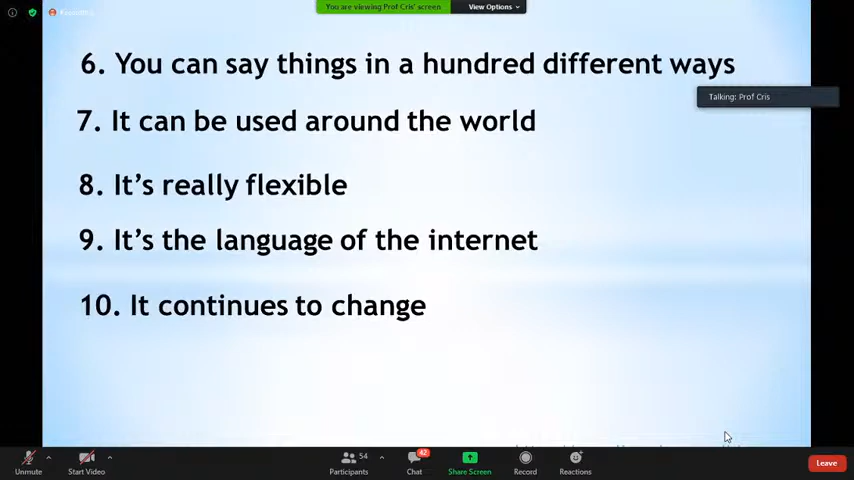 You are viewing Prof Cris' screen
View Options
6. You can say things in a hundred different ways
Talking: Prof Cris
7. It can be used around the world
8. It's really flexible
9. It's the language of the internet
10. It continues to change
Unmute
Start Video
54
Participants
42
Chat
Share Screen
Record
Reactions
Leave